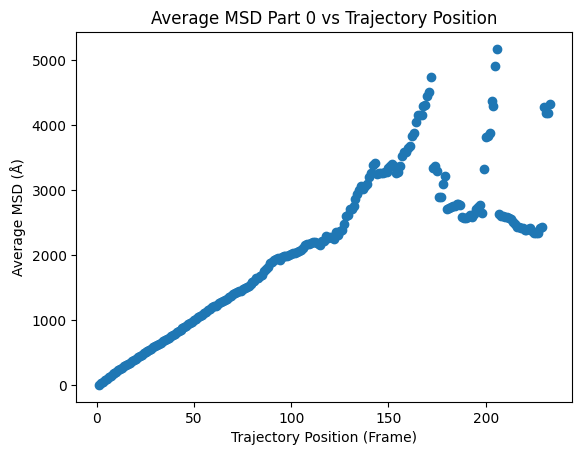 Average MSD Part 0 vs Trajectory Position
Average MSD (Å)
5000
4000
3000
2000
1000
0
0 50 100 150 200
Trajectory Position (Frame)